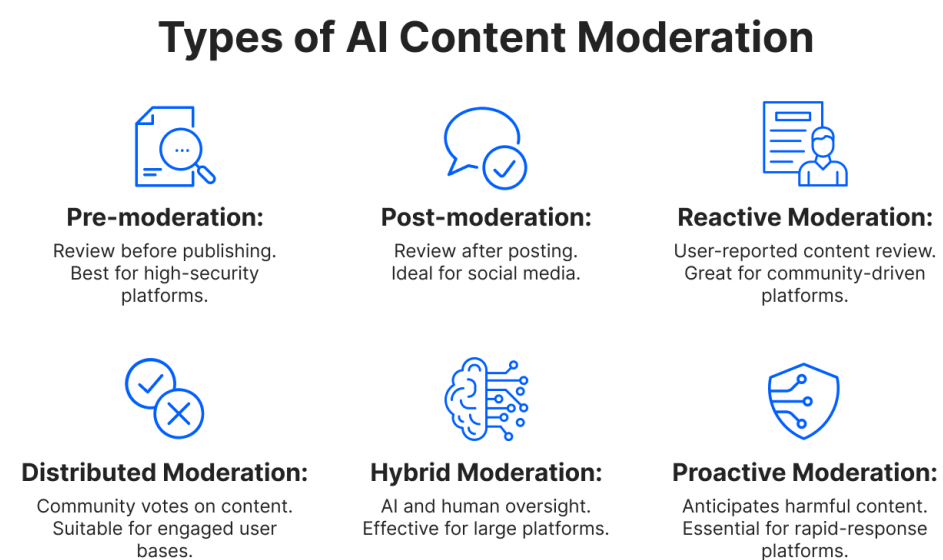 Types of AI Content Moderation
Pre-moderation:
Review before publishing.
Best for high-security
platforms.
Post-moderation:
Review after posting.
Ideal for social media.
Reactive Moderation:
User-reported content review.
Great for community-driven
platforms.
Distributed Moderation:
Community votes on content.
Suitable for engaged user
bases.
Hybrid Moderation:
AI and human oversight.
Effective for large platforms.
Proactive Moderation:
Anticipates harmful content.
Essential for rapid-response
platforms.